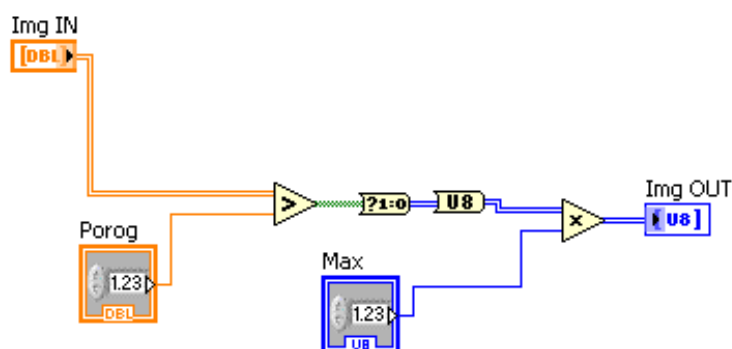 Img IN
[DBL]
>
?1:0
U8
×
Img OUT
[U8]
Porog
1.23
DBL
Max
1.23
U8